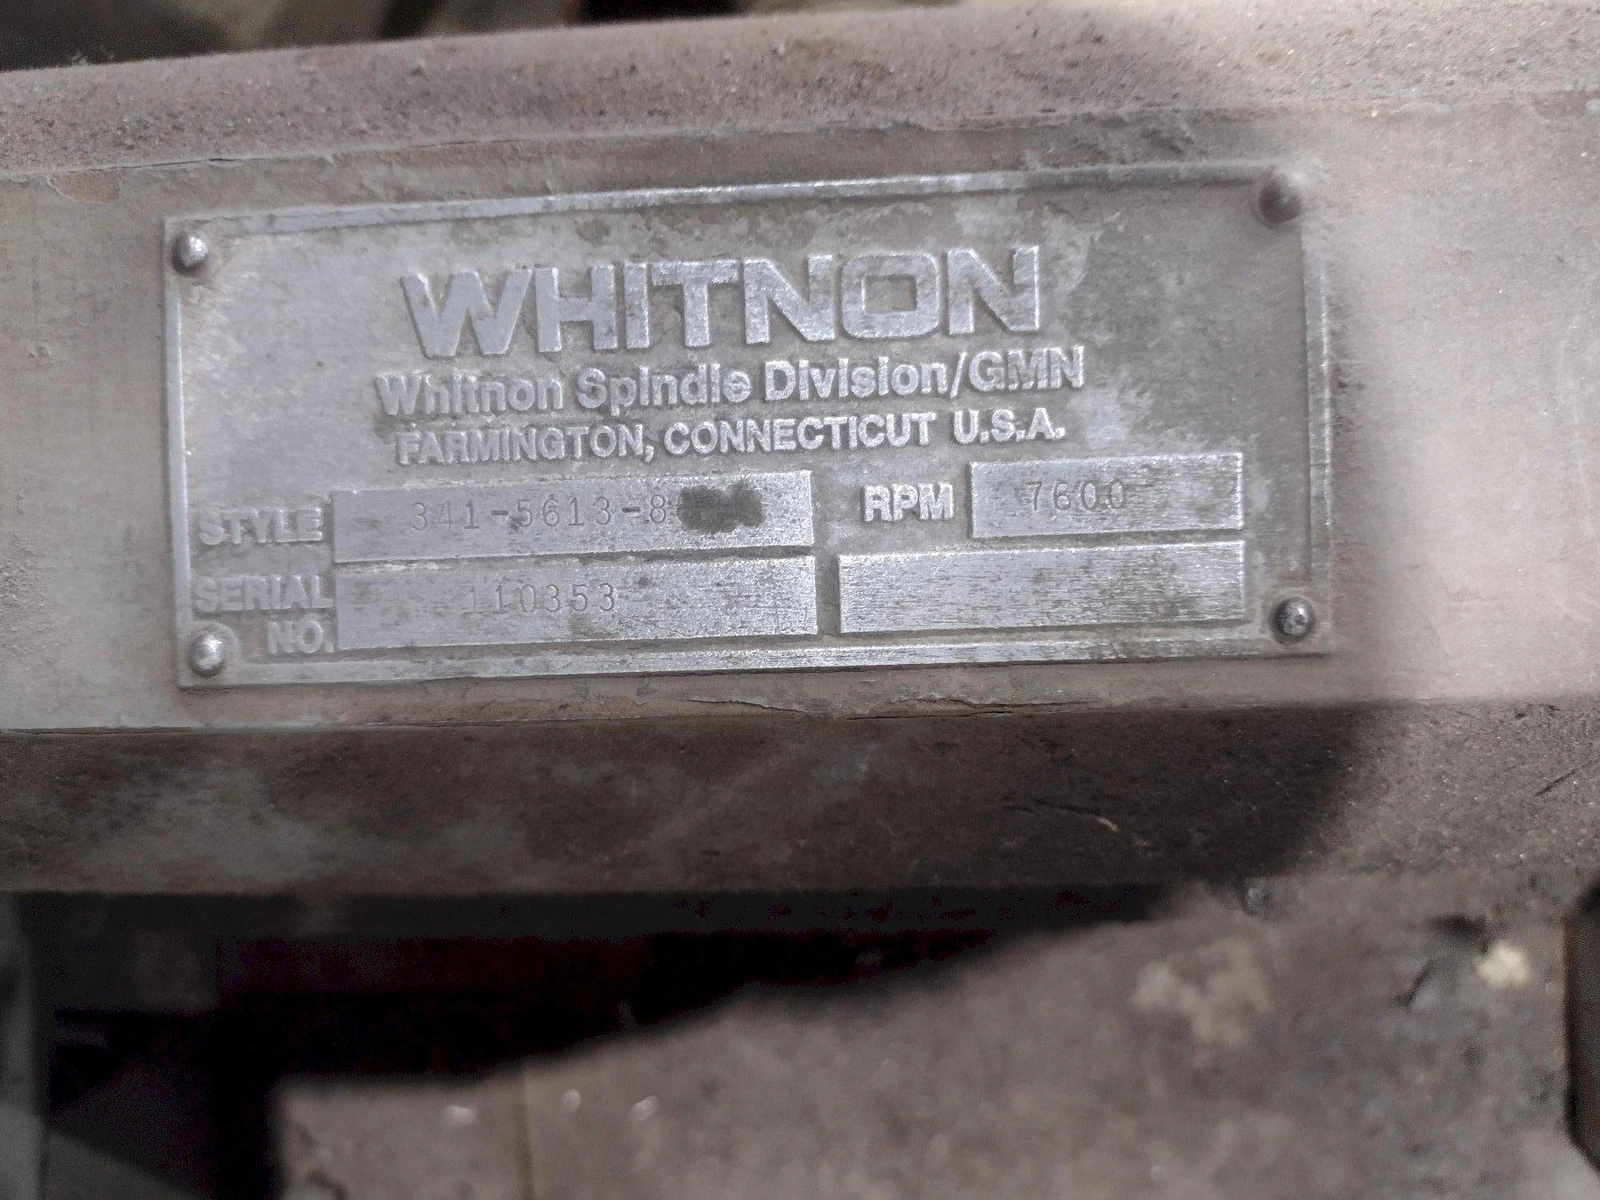 WHITNON
Whitnon Spindle Division/GMN
FARMINGTON, CONNECTICUT U.S.A.
STYLE 341-5613-8 RPM 7600
SERIAL NO. 110353